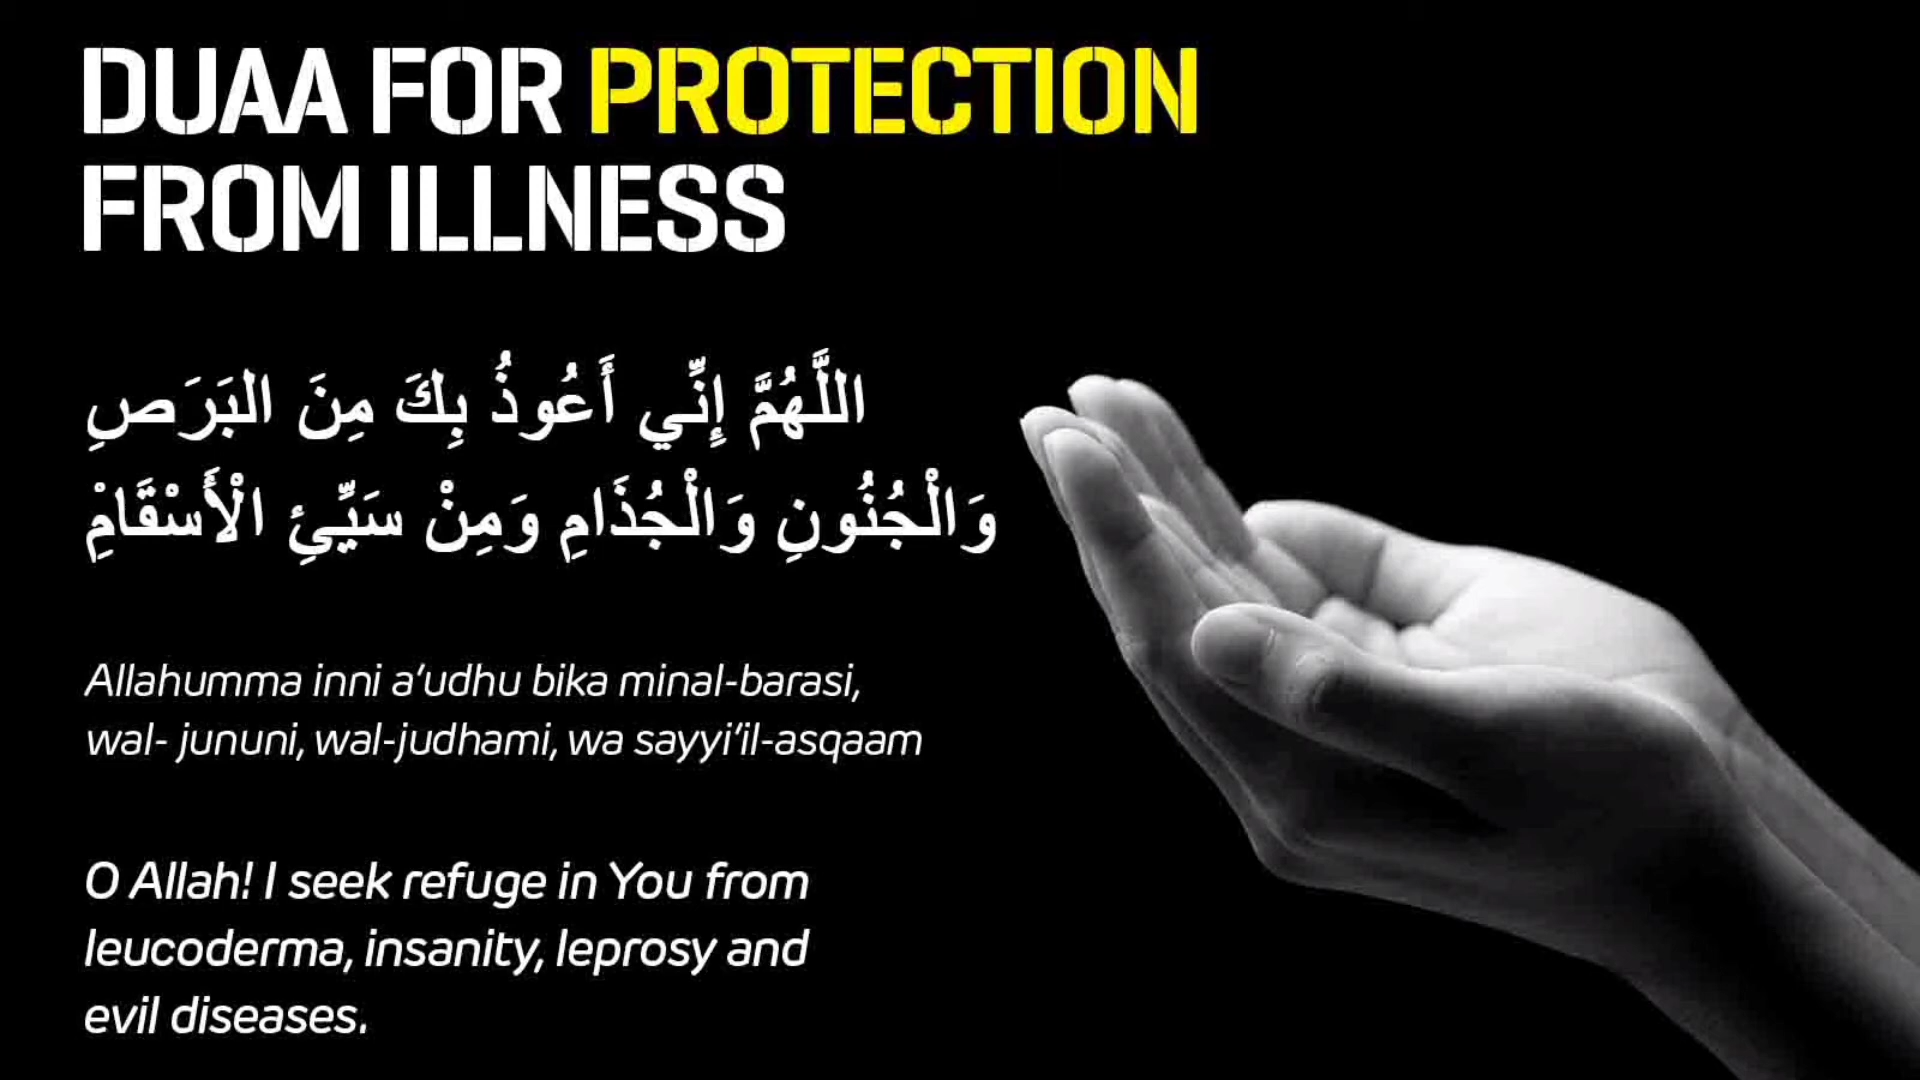 DUAA FOR PROTECTION
FROM ILLNESS
اللَّهُمَّ إِنِّي أَعُوذُ بِكَ مِنَ البَرَصِ
وَالْجُنُونِ وَالْجُذَامِ وَمِنْ سَيِّئِ الْأَسْقَامِْ
Allahumma inni a’udhu bika minal-barasi,
wal- jununi, wal-judhami, wa sayyi’il-asqaam
O Allah! I seek refuge in You from
leucoderma, insanity, leprosy and
evil diseases.